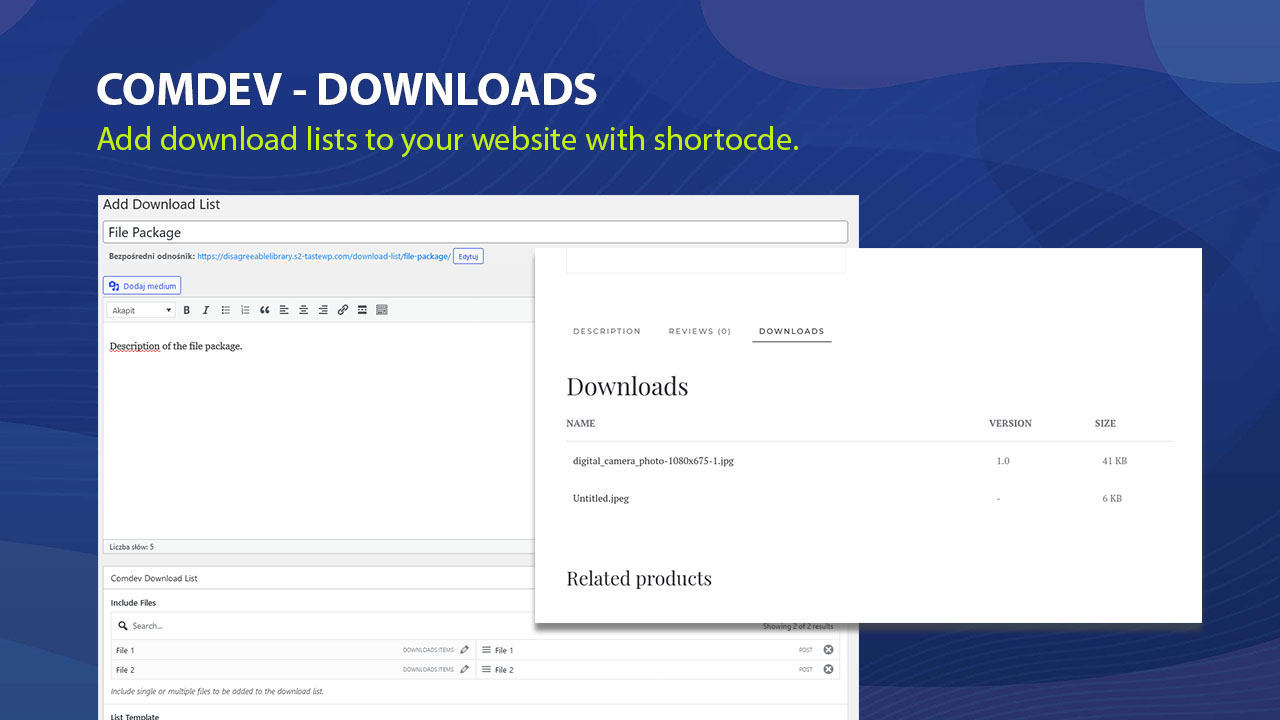 COMDEV - DOWNLOADS
Add download lists to your website with shortocde.
Add Download List
File Package
Bezpośredni odnośnik: https://disagreeablelibrary.s2-tastewp.com/download-list/file-package/ Edytuj
Dodaj medium
Akapit
Description of the file package.
Liczba słów: 5
DESCRIPTION REVIEWS (0) DOWNLOADS
Downloads
NAME VERSION SIZE
digital_camera_photo-1080x675-1.jpg 1.0 41 KB
Untitled.jpeg - 6 KB
Related products
Comdev Download List
Include Files
Search...
Showing 2 of 2 results
File 1 DOWNLOADS ITEMS File 1 POST
File 2 DOWNLOADS ITEMS File 2 POST
Include single or multiple files to be added to the download list.
List Template